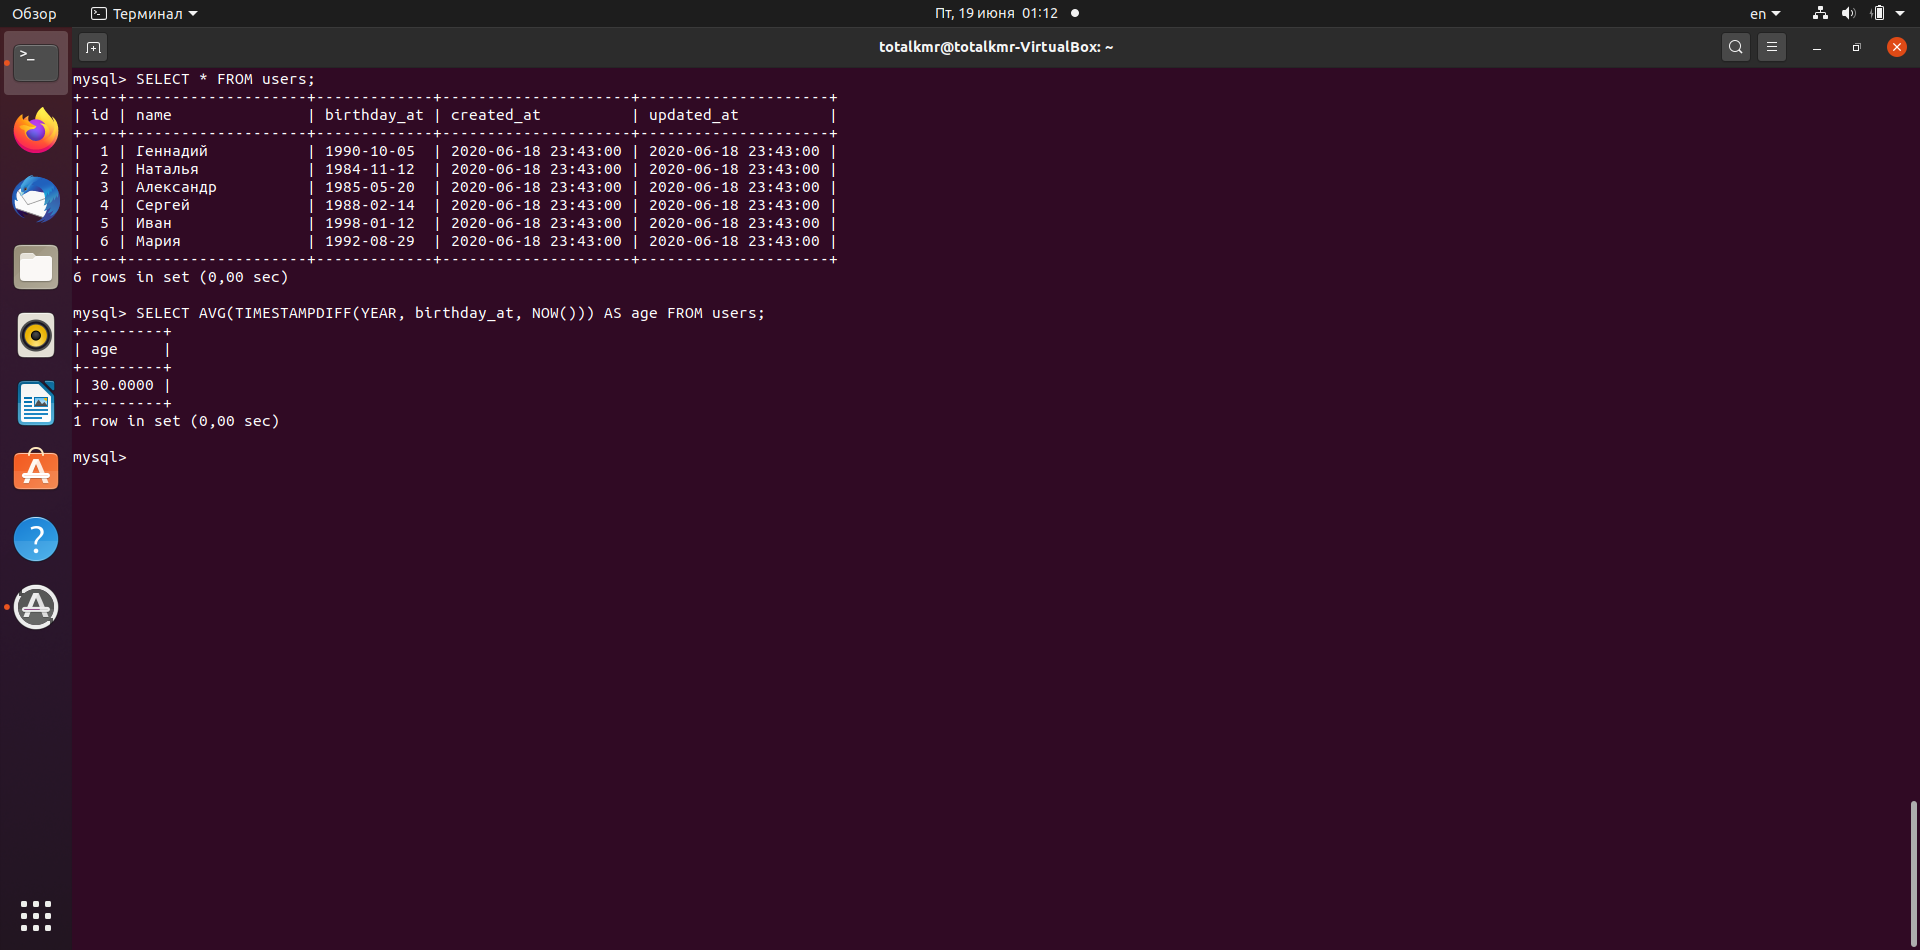 Обзор Терминал Пт, 19 июня 01:12 en
totalkmr@totalkmr-VirtualBox: ~
mysql> SELECT * FROM users;
+----+--------------------+-------------+---------------------+---------------------+
| id | name               | birthday_at | created_at          | updated_at          |
+----+--------------------+-------------+---------------------+---------------------+
|  1 | Геннадий           | 1990-10-05  | 2020-06-18 23:43:00 | 2020-06-18 23:43:00 |
|  2 | Наталья            | 1984-11-12  | 2020-06-18 23:43:00 | 2020-06-18 23:43:00 |
|  3 | Александр          | 1985-05-20  | 2020-06-18 23:43:00 | 2020-06-18 23:43:00 |
|  4 | Сергей             | 1988-02-14  | 2020-06-18 23:43:00 | 2020-06-18 23:43:00 |
|  5 | Иван               | 1998-01-12  | 2020-06-18 23:43:00 | 2020-06-18 23:43:00 |
|  6 | Мария              | 1992-08-29  | 2020-06-18 23:43:00 | 2020-06-18 23:43:00 |
+----+--------------------+-------------+---------------------+---------------------+
6 rows in set (0,00 sec)
mysql> SELECT AVG(TIMESTAMPDIFF(YEAR, birthday_at, NOW())) AS age FROM users;
+---------+
| age     |
+---------+
| 30.0000 |
+---------+
1 row in set (0,00 sec)
mysql>